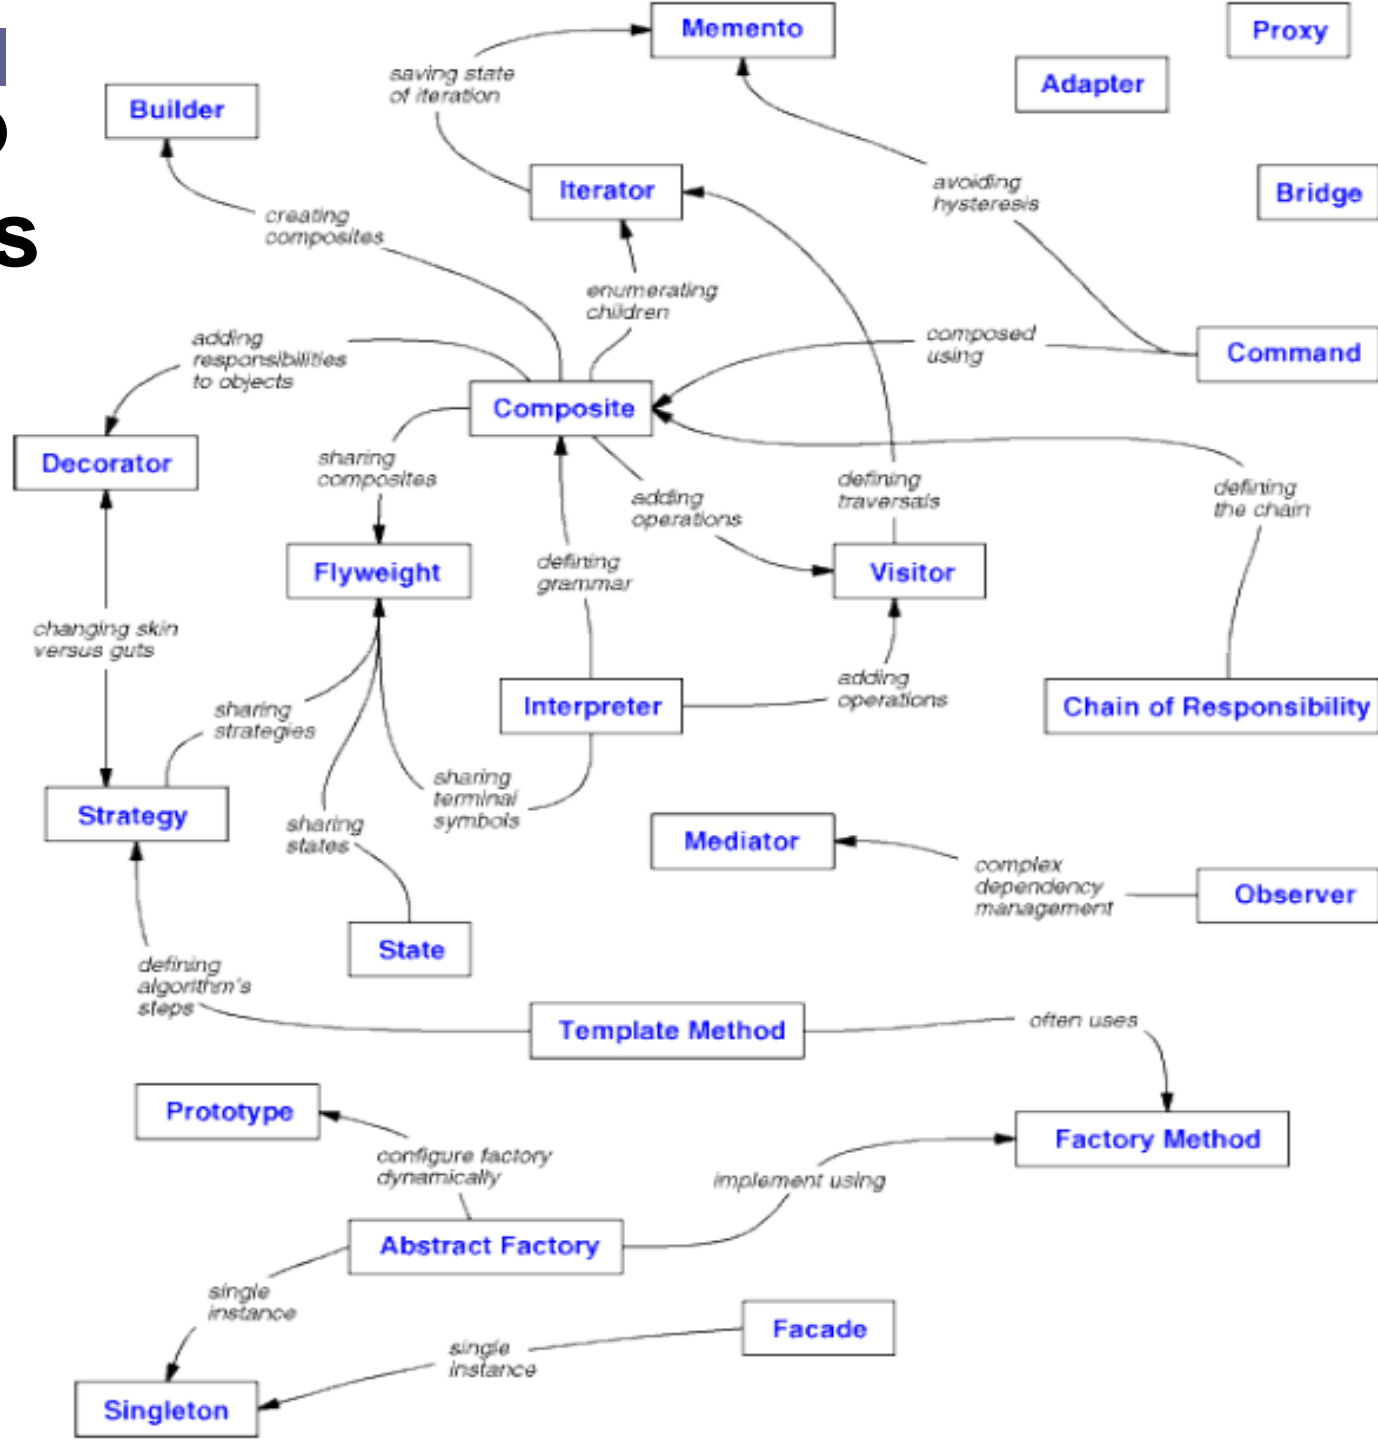 s
Memento
Proxy
Adapter
Builder
saving state
of iteration
Iterator
avoiding
hysteresis
Bridge
creating
composites
enumerating
children
adding
responsibilities
to objects
composed
using
Command
Composite
Decorator
sharing
composites
adding
operations
defining
traversals
defining
the chain
Flyweight
defining
grammar
Visitor
changing skin
versus guts
sharing
strategies
Interpreter
adding
operations
Chain of Responsibility
sharing
terminal
symbols
Strategy
sharing
states
Mediator
complex
dependency
management
Observer
State
defining
algorithm's
steps
Template Method
often uses
Prototype
configure factory
dynamically
implement using
Factory Method
Abstract Factory
single
instance
Facade
single
instance
Singleton